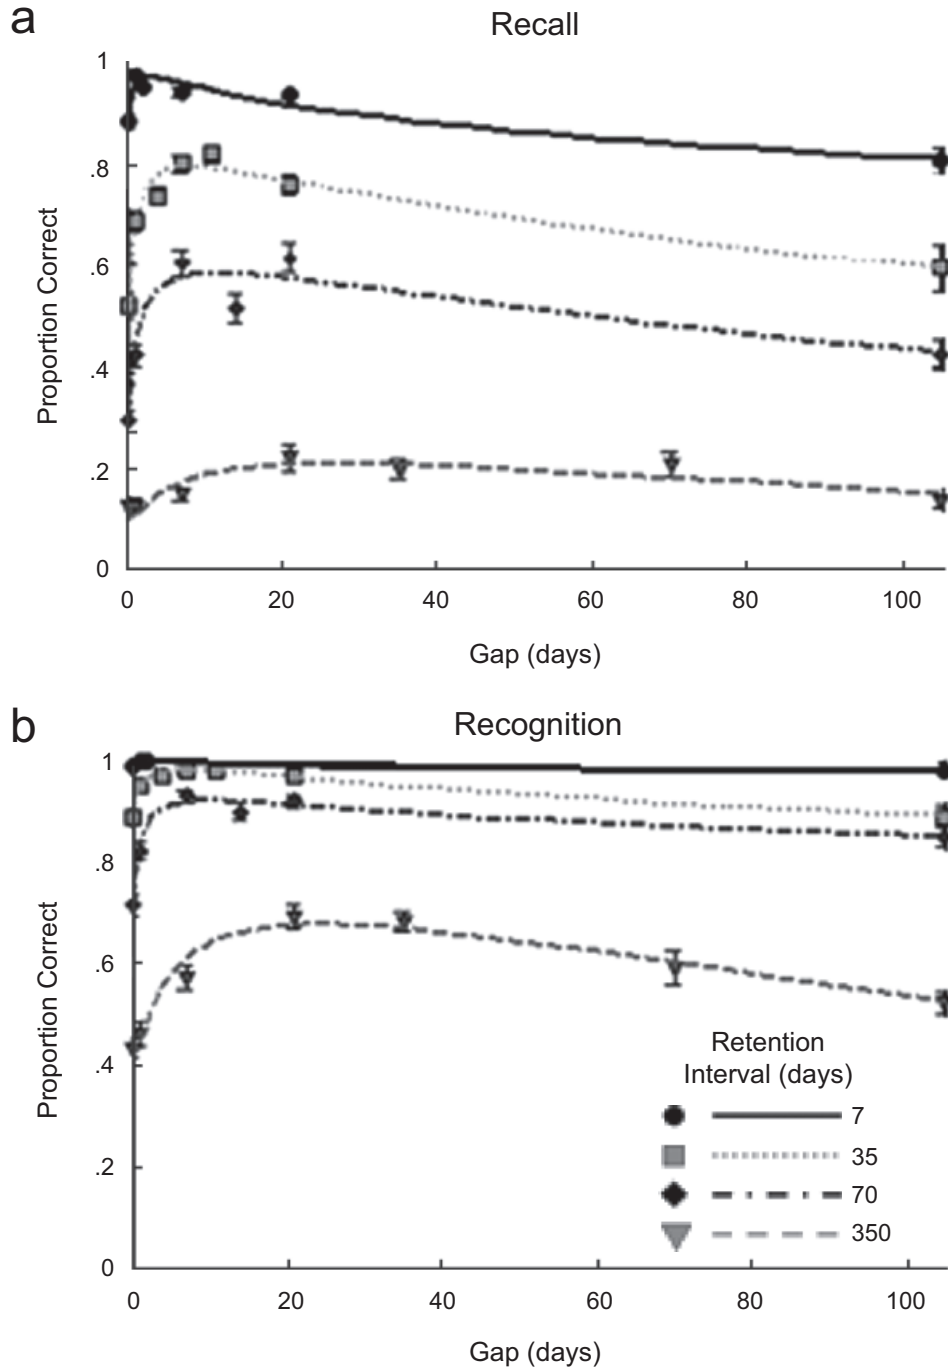 a
Recall
1
.8
.6
.4
.2
0
Proportion Correct
0 20 40 60 80 100
Gap (days)
b
Recognition
1
.8
.6
.4
.2
0
Proportion Correct
Retention
Interval (days)
7
35
70
350
0 20 40 60 80 100
Gap (days)